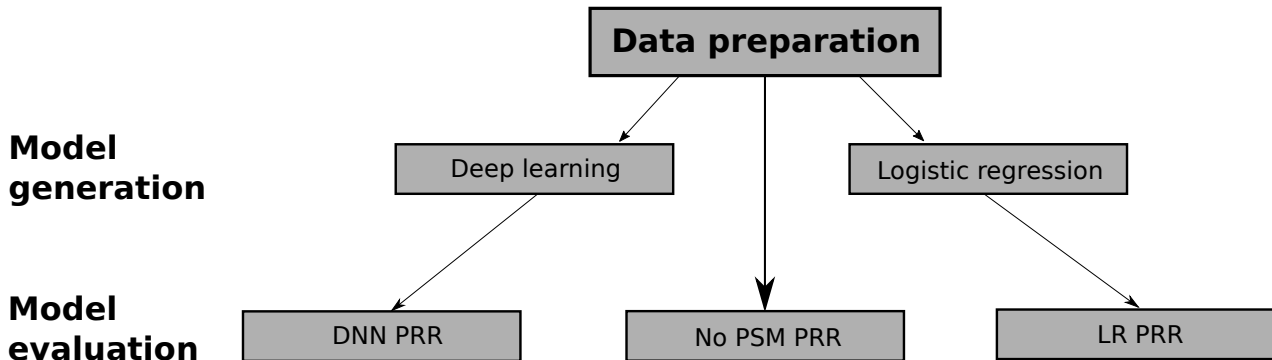 Data preparation
Model
generation
Deep learning
Logistic regression
Model
evaluation
DNN PRR
No PSM PRR
LR PRR